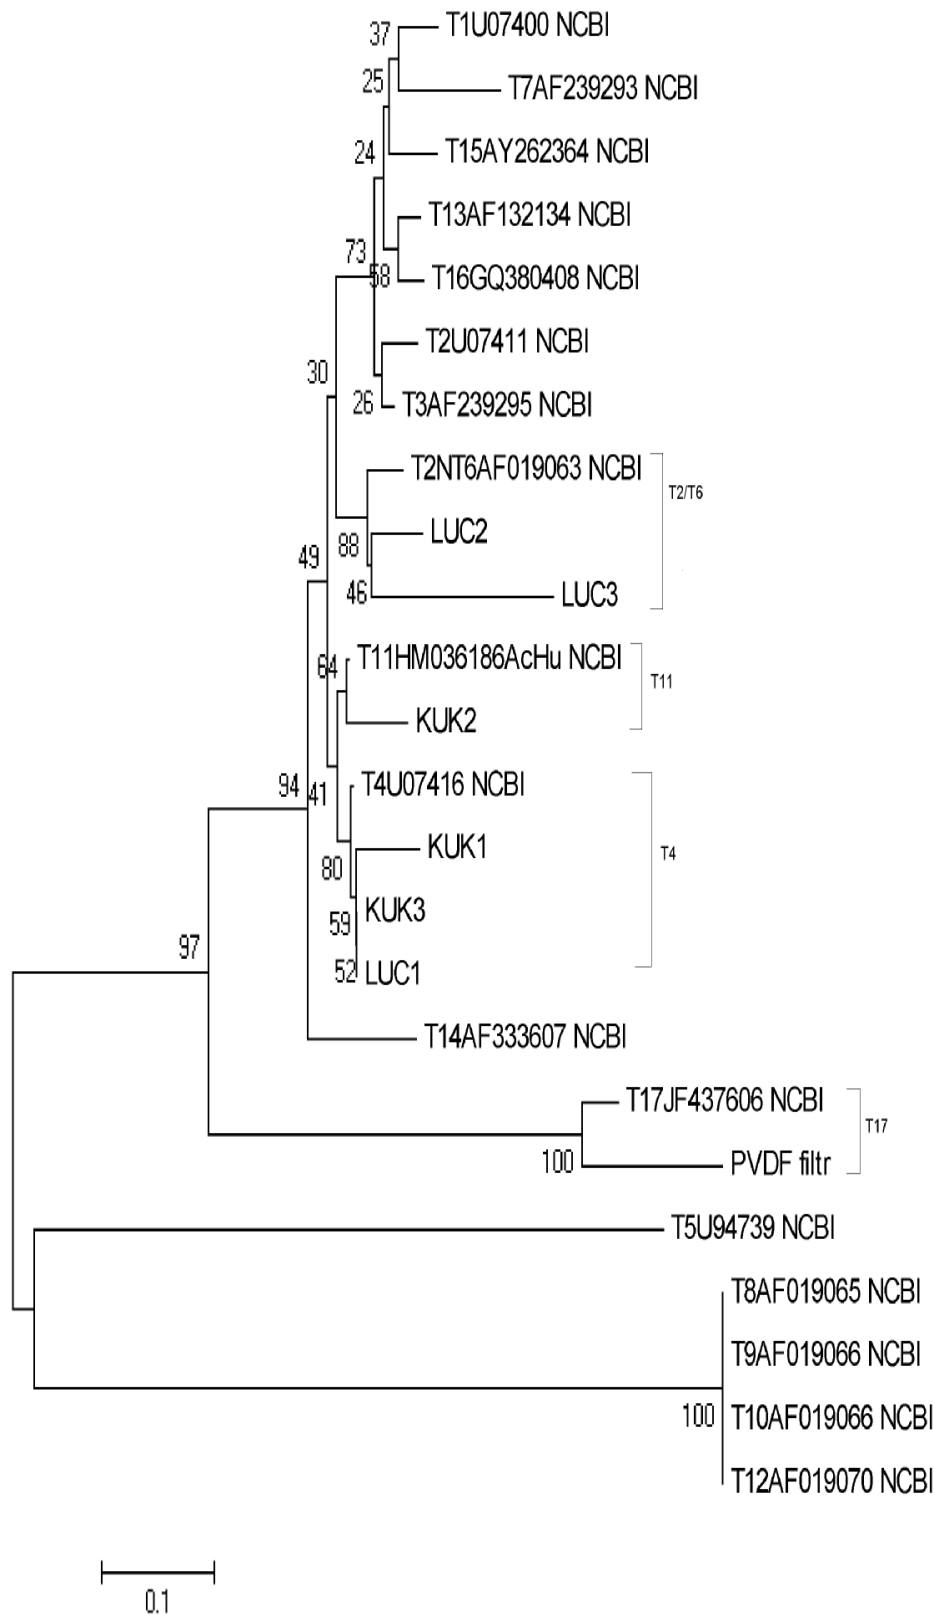 37
T1U07400 NCBI
25
T7AF239293 NCBI
24
T15AY262364 NCBI
T13AF132134 NCBI
73
58
T16GQ380408 NCBI
T2U07411 NCBI
30
26
T3AF239295 NCBI
T2NT6AF019063 NCBI
T2/T6
LUC2
88
49
46
LUC3
64
T11HM036186AcHu NCBI
T11
KUK2
94
41
T4U07416 NCBI
KUK1
T4
80
KUK3
59
52
LUC1
97
T14AF333607 NCBI
T17JF437606 NCBI
T17
100
PVDF filtr
T5U94739 NCBI
T8AF019065 NCBI
T9AF019066 NCBI
100
T10AF019066 NCBI
T12AF019070 NCBI
0.1